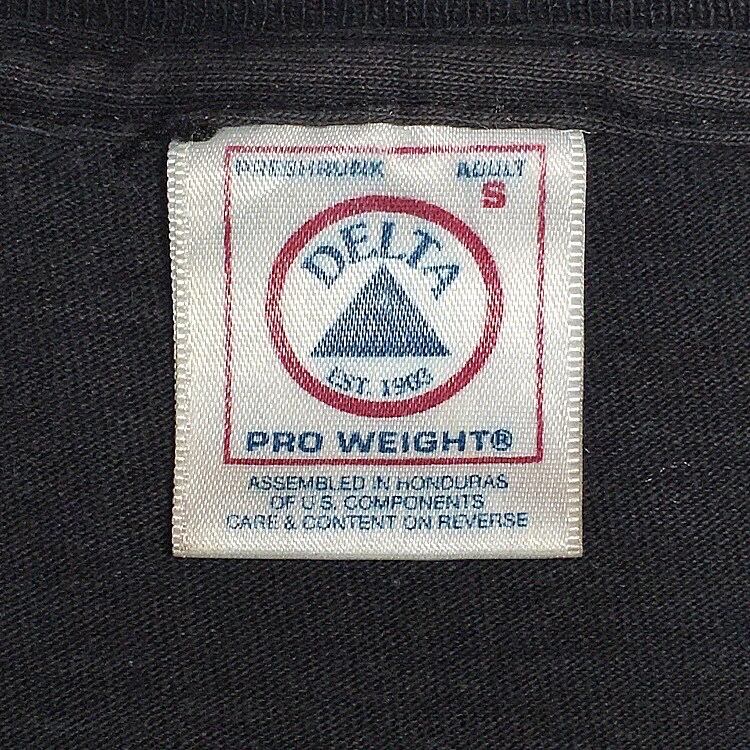 PRESHRUNK ADULT
S
DELTA
EST. 1903
PRO WEIGHT®
ASSEMBLED IN HONDURAS
OF U.S. COMPONENTS
CARE & CONTENT ON REVERSE